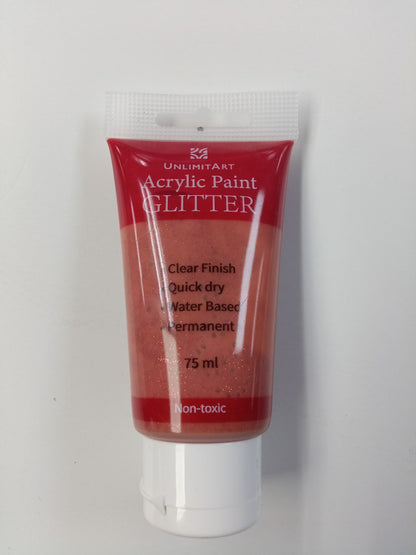 UNLIMITART
Acrylic Paint
GLITTER
Clear Finish
Quick dry
Water Based
Permanent
75 ml
Non-toxic